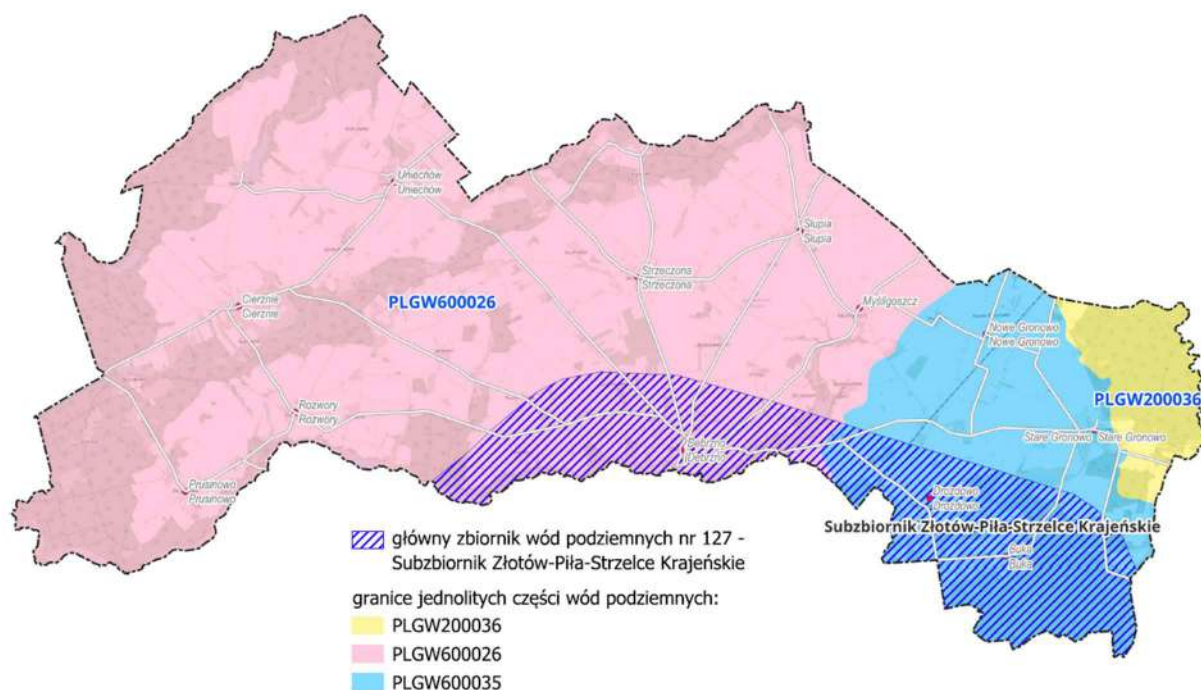 Uniechów
Uniechów
Słupia
Słupia
Strzeczona
Strzeczona
Cierznie
Cierznie
PLGW600026
Myśligoszcz
Nowe Gronowo
Nowe Gronowo
PLGW200036
Rozwory
Rozwory
Stare Gronowo
Stare Gronowo
Debrzno
Debrzno
Prusinowo
Prusinowo
Drozdowo
Drozdowo
Subzbiornik Złotów-Piła-Strzelce Krajeńskie
Buka
Buka
główny zbiornik wód podziemnych nr 127 -
Subzbiornik Złotów-Piła-Strzelce Krajeńskie
granice jednolitych części wód podziemnych:
PLGW200036
PLGW600026
PLGW600035